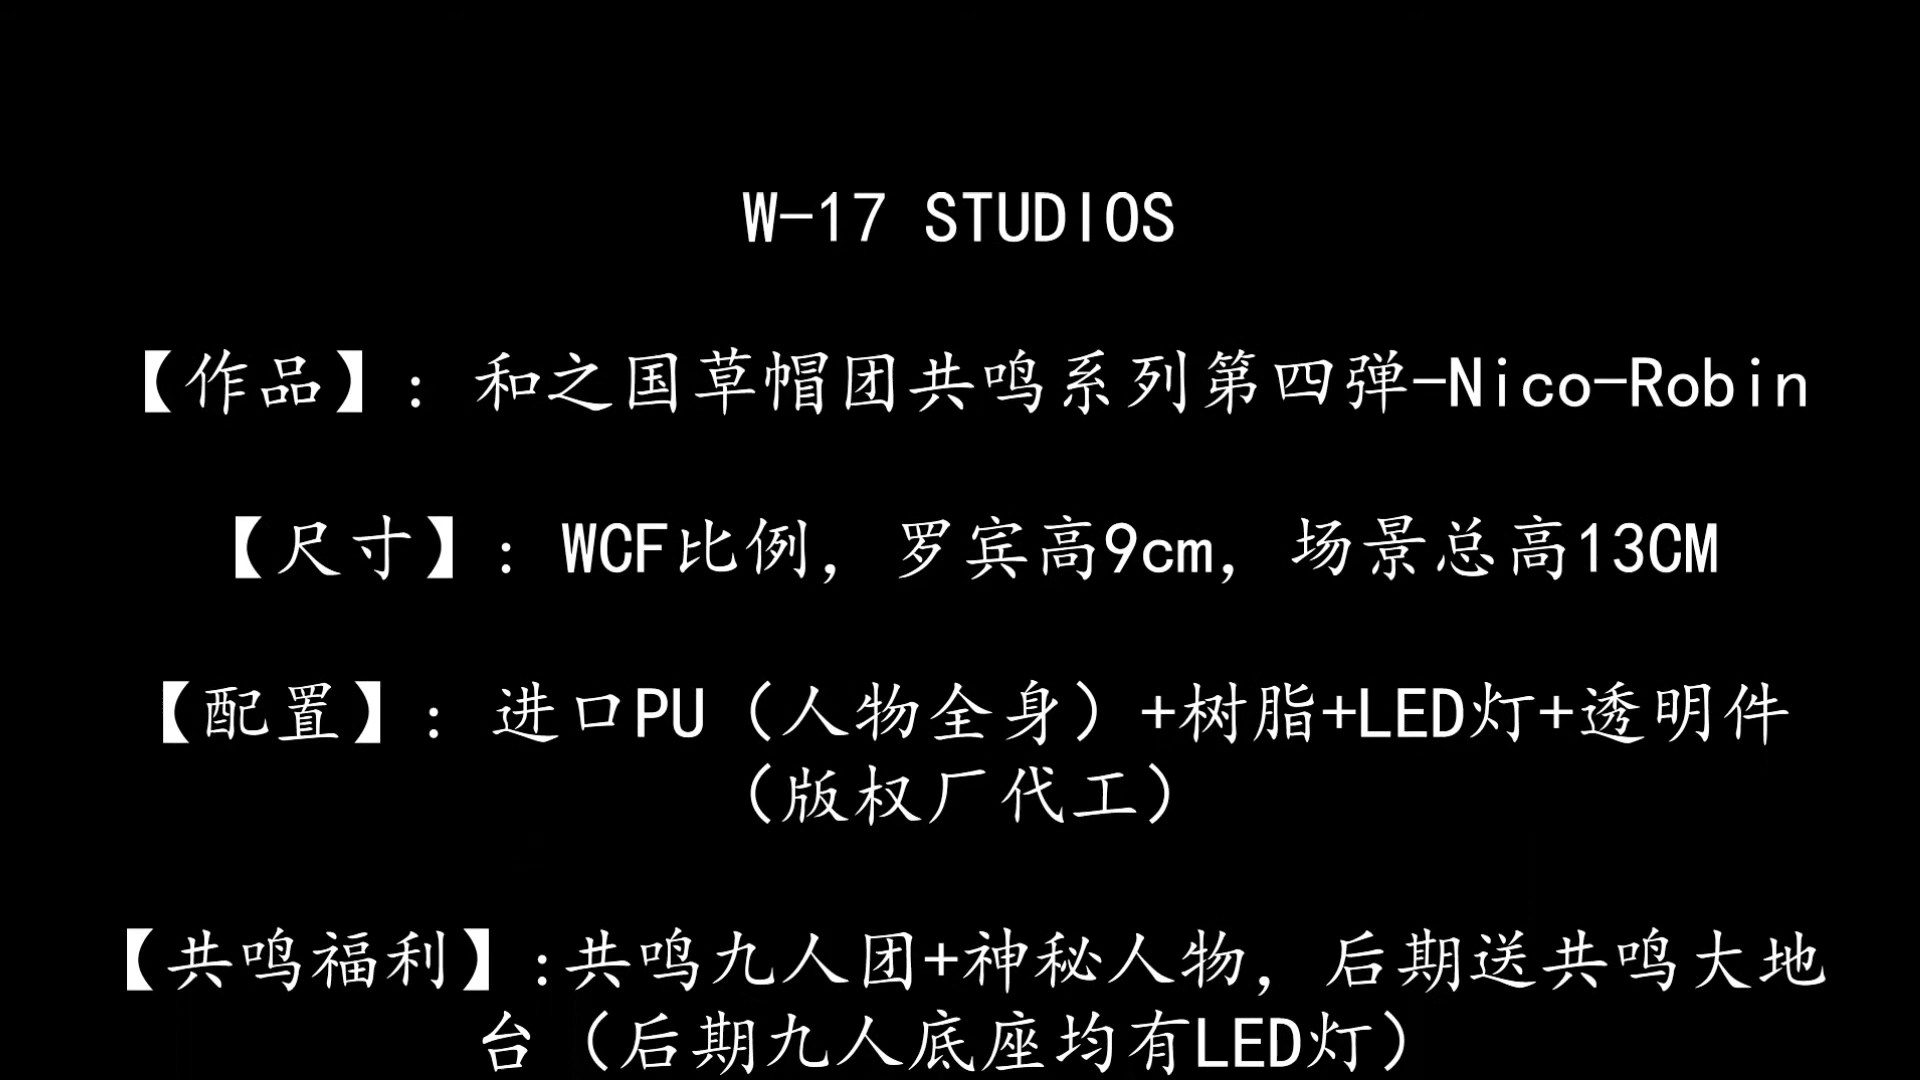 W-17 STUDIOS
【作品】：和之国草帽团共鸣系列第四弹-Nico-Robin
【尺寸】：WCF比例，罗宾高9cm，场景总高13CM
【配置】：进口PU（人物全身）+树脂+LED灯+透明件
（版权厂代工）
【共鸣福利】:共鸣九人团+神秘人物，后期送共鸣大地
台（后期九人底座均有LED灯）